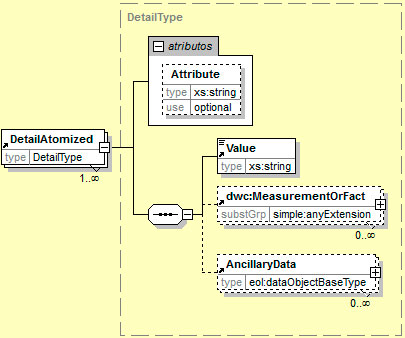 DetailType
atributos
Attribute
type xs:string
use optional
DetailAtomized
type DetailType
1..∞
Value
type xs:string
dwc:MeasurementOrFact
substGrp simple:anyExtension
0..∞
AncillaryData
type eol:dataObjectBaseType
0..∞